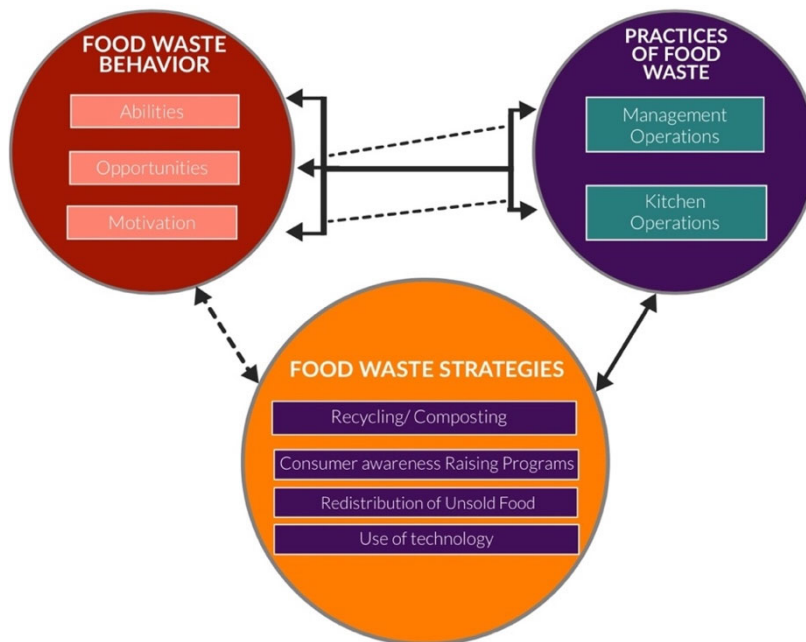 FOOD WASTE
BEHAVIOR
Abilities
Opportunities
Motivation
PRACTICES
OF FOOD
WASTE
Management
Operations
Kitchen
Operations
FOOD WASTE STRATEGIES
Recycling/ Composting
Consumer awareness Raising Programs
Redistribution of Unsold Food
Use of technology